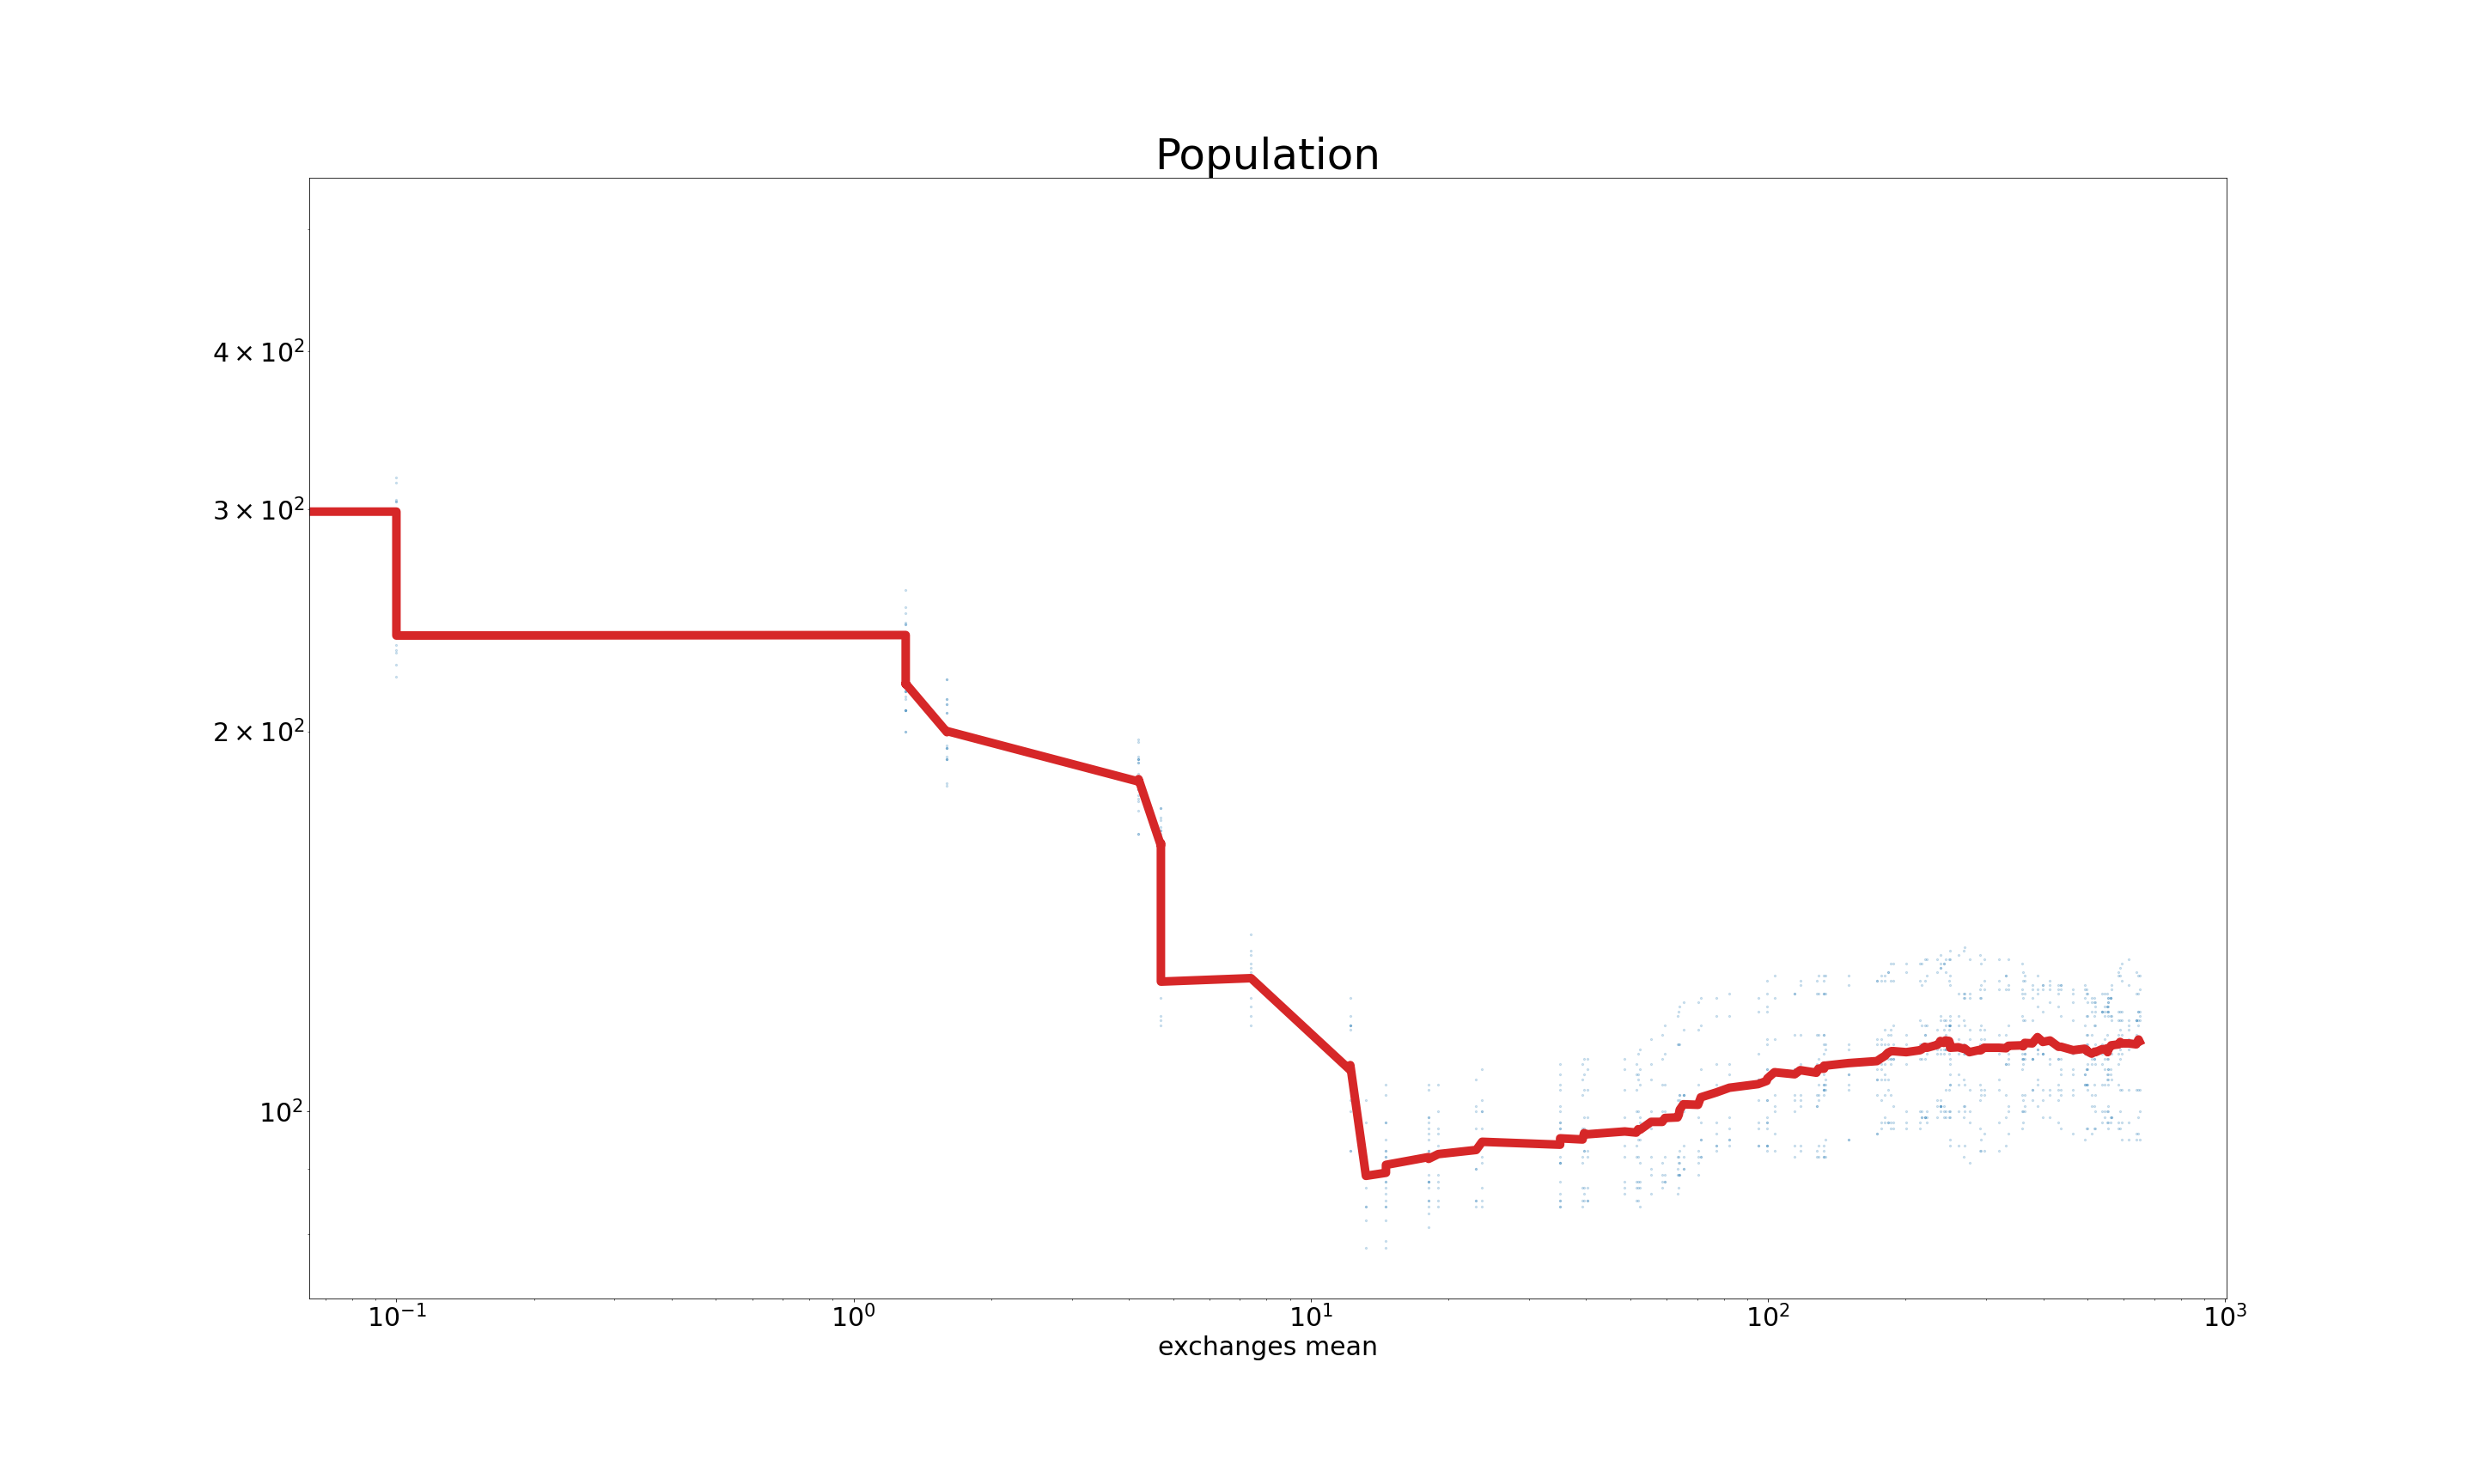 Population
4 × 10²
3 × 10²
2 × 10²
10²
10⁻¹ 10⁰ 10¹ 10² 10³
exchanges mean